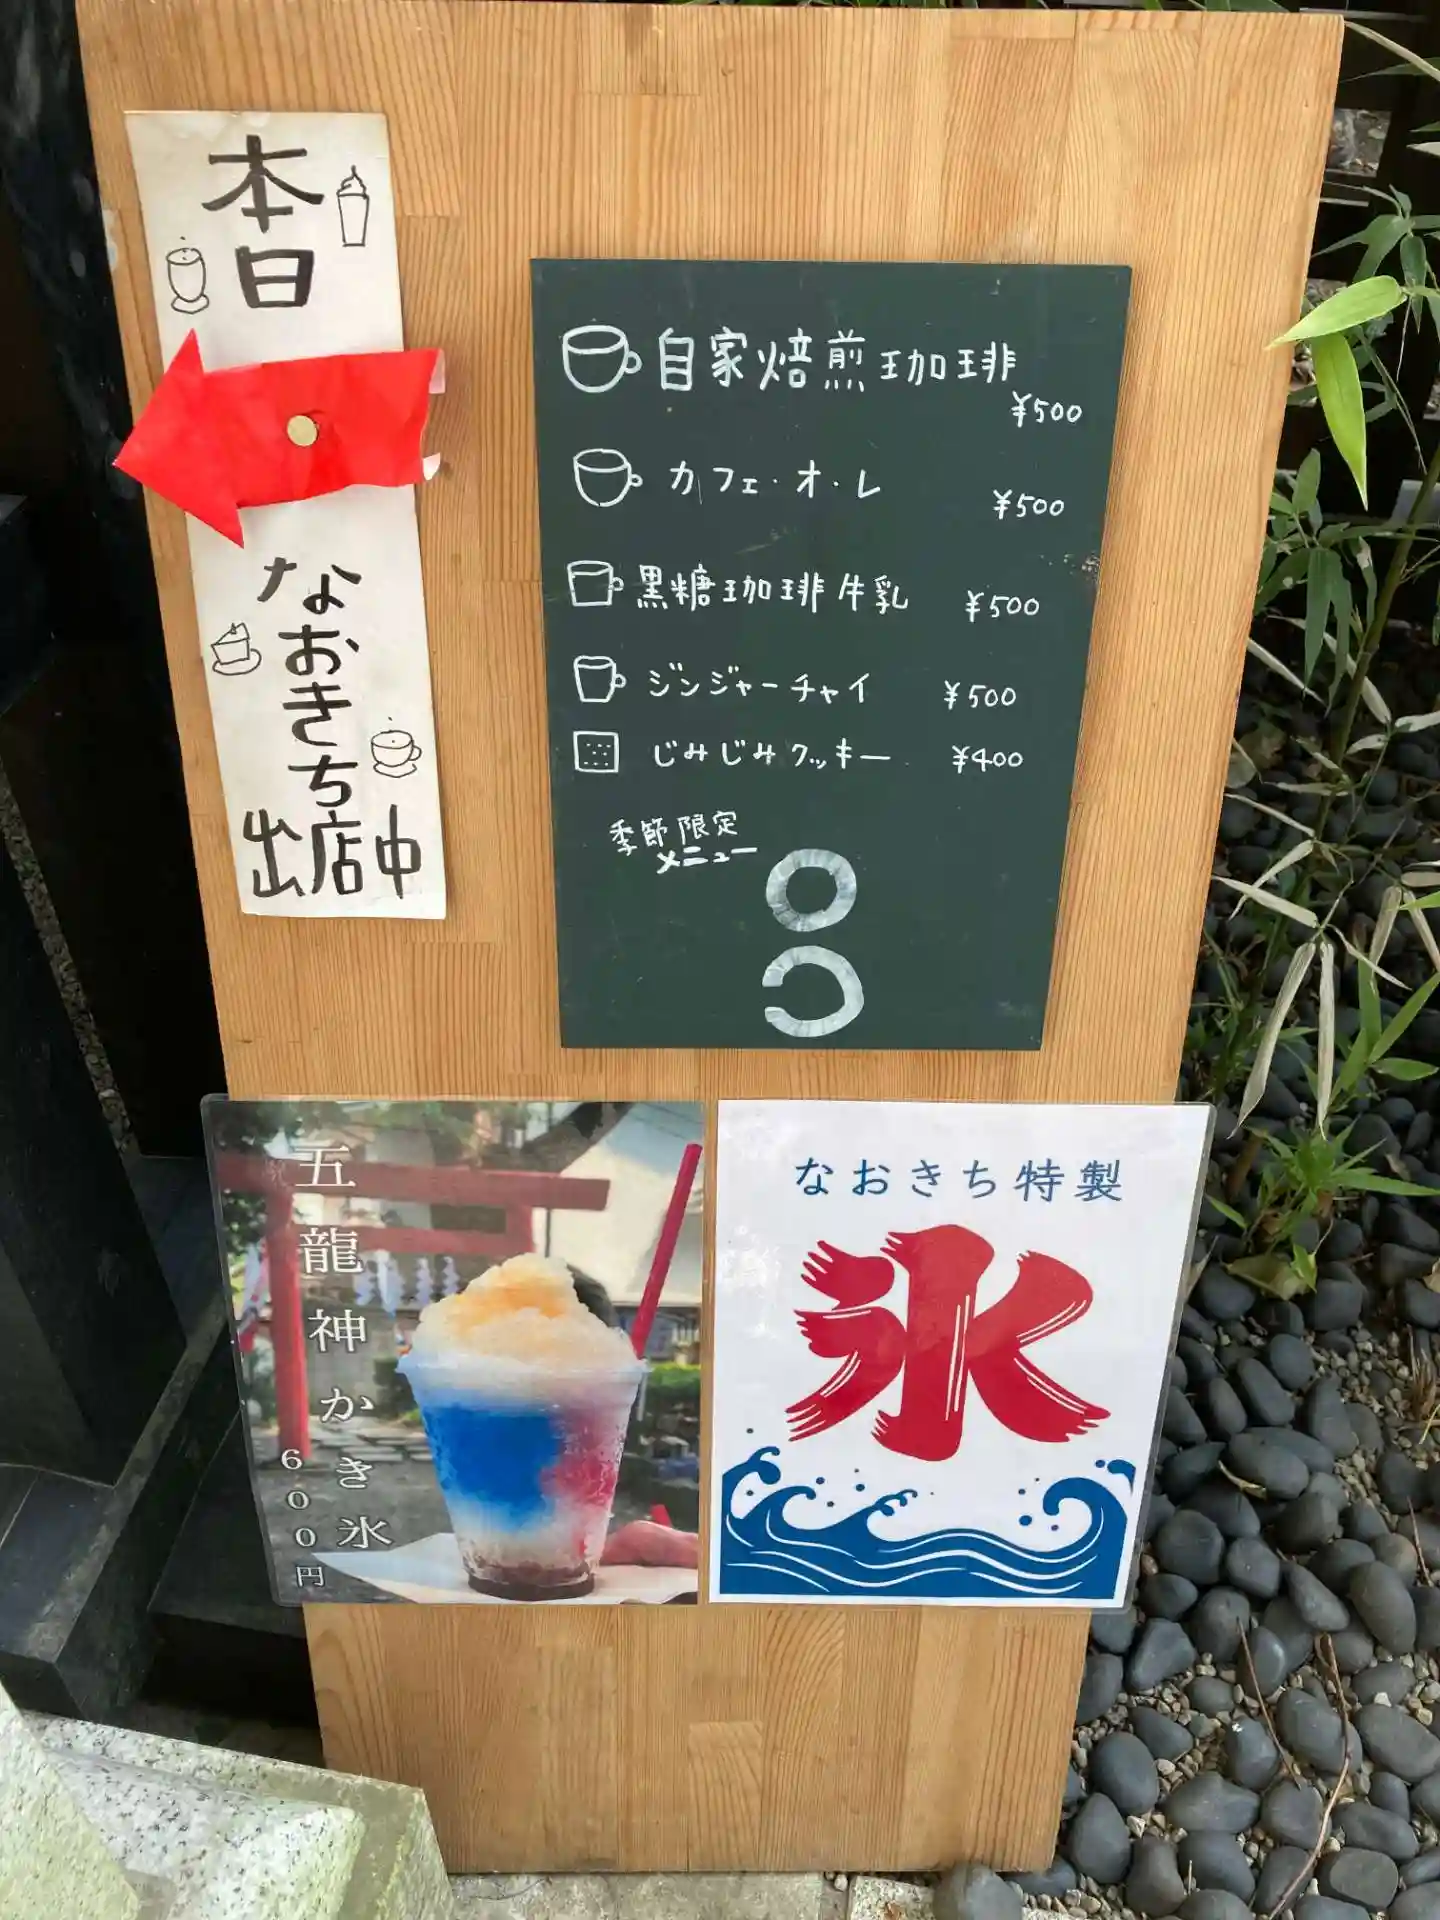 本日
なおきち
出店中
自家焙煎珈琲
¥500
カフェ・オ・レ ¥500
黒糖珈琲牛乳 ¥500
ジンジャーチャイ ¥500
じみじみクッキー ¥400
季節限定
メニュー
五龍神かき氷
600円
なおきち特製
氷